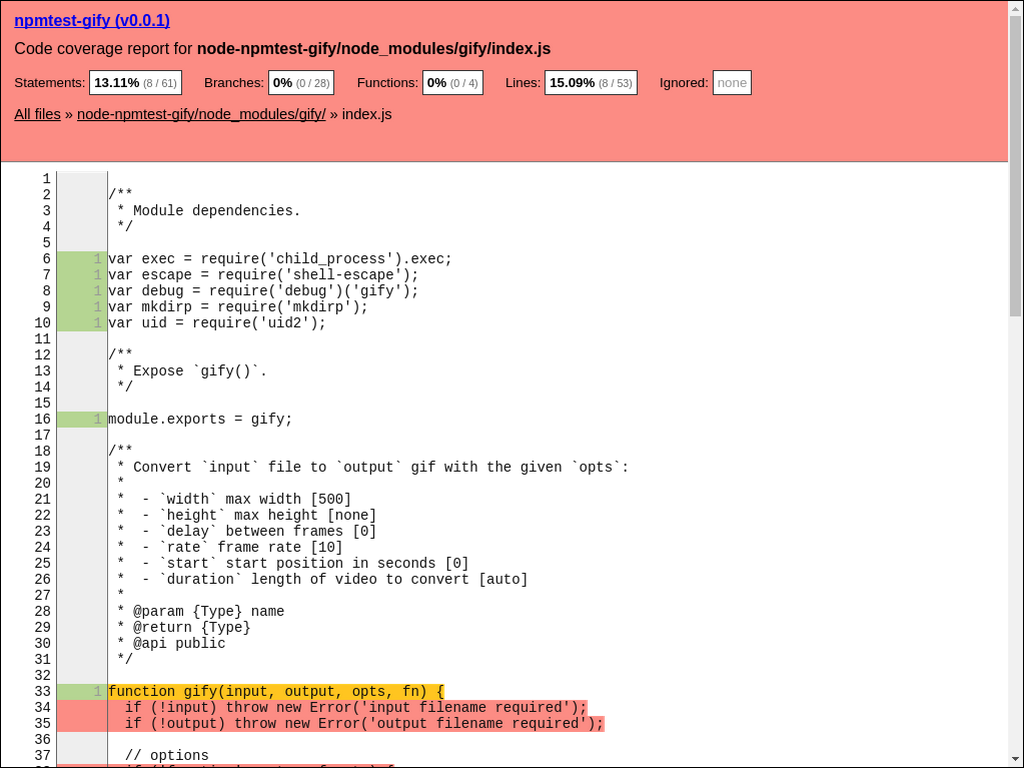 npmtest-gify (v0.0.1)
Code coverage report for node-npmtest-gify/node_modules/gify/index.js
Statements: 13.11% (8 / 61) Branches: 0% (0 / 28) Functions: 0% (0 / 4) Lines: 15.09% (8 / 53) Ignored: none
All files » node-npmtest-gify/node_modules/gify/ » index.js
1
2 /**
3  * Module dependencies.
4  */
5
6 1 var exec = require('child_process').exec;
7 1 var escape = require('shell-escape');
8 1 var debug = require('debug')('gify');
9 1 var mkdirp = require('mkdirp');
10 1 var uid = require('uid2');
11
12 /**
13  * Expose `gify()`.
14  */
15
16 1 module.exports = gify;
17
18 /**
19  * Convert `input` file to `output` gif with the given `opts`:
20  *
21  *  - `width` max width [500]
22  *  - `height` max height [none]
23  *  - `delay` between frames [0]
24  *  - `rate` frame rate [10]
25  *  - `start` start position in seconds [0]
26  *  - `duration` length of video to convert [auto]
27  *
28  * @param {Type} name
29  * @return {Type}
30  * @api public
31  */
32
33 1 function gify(input, output, opts, fn) {
34   if (!input) throw new Error('input filename required');
35   if (!output) throw new Error('output filename required');
36
37   // options